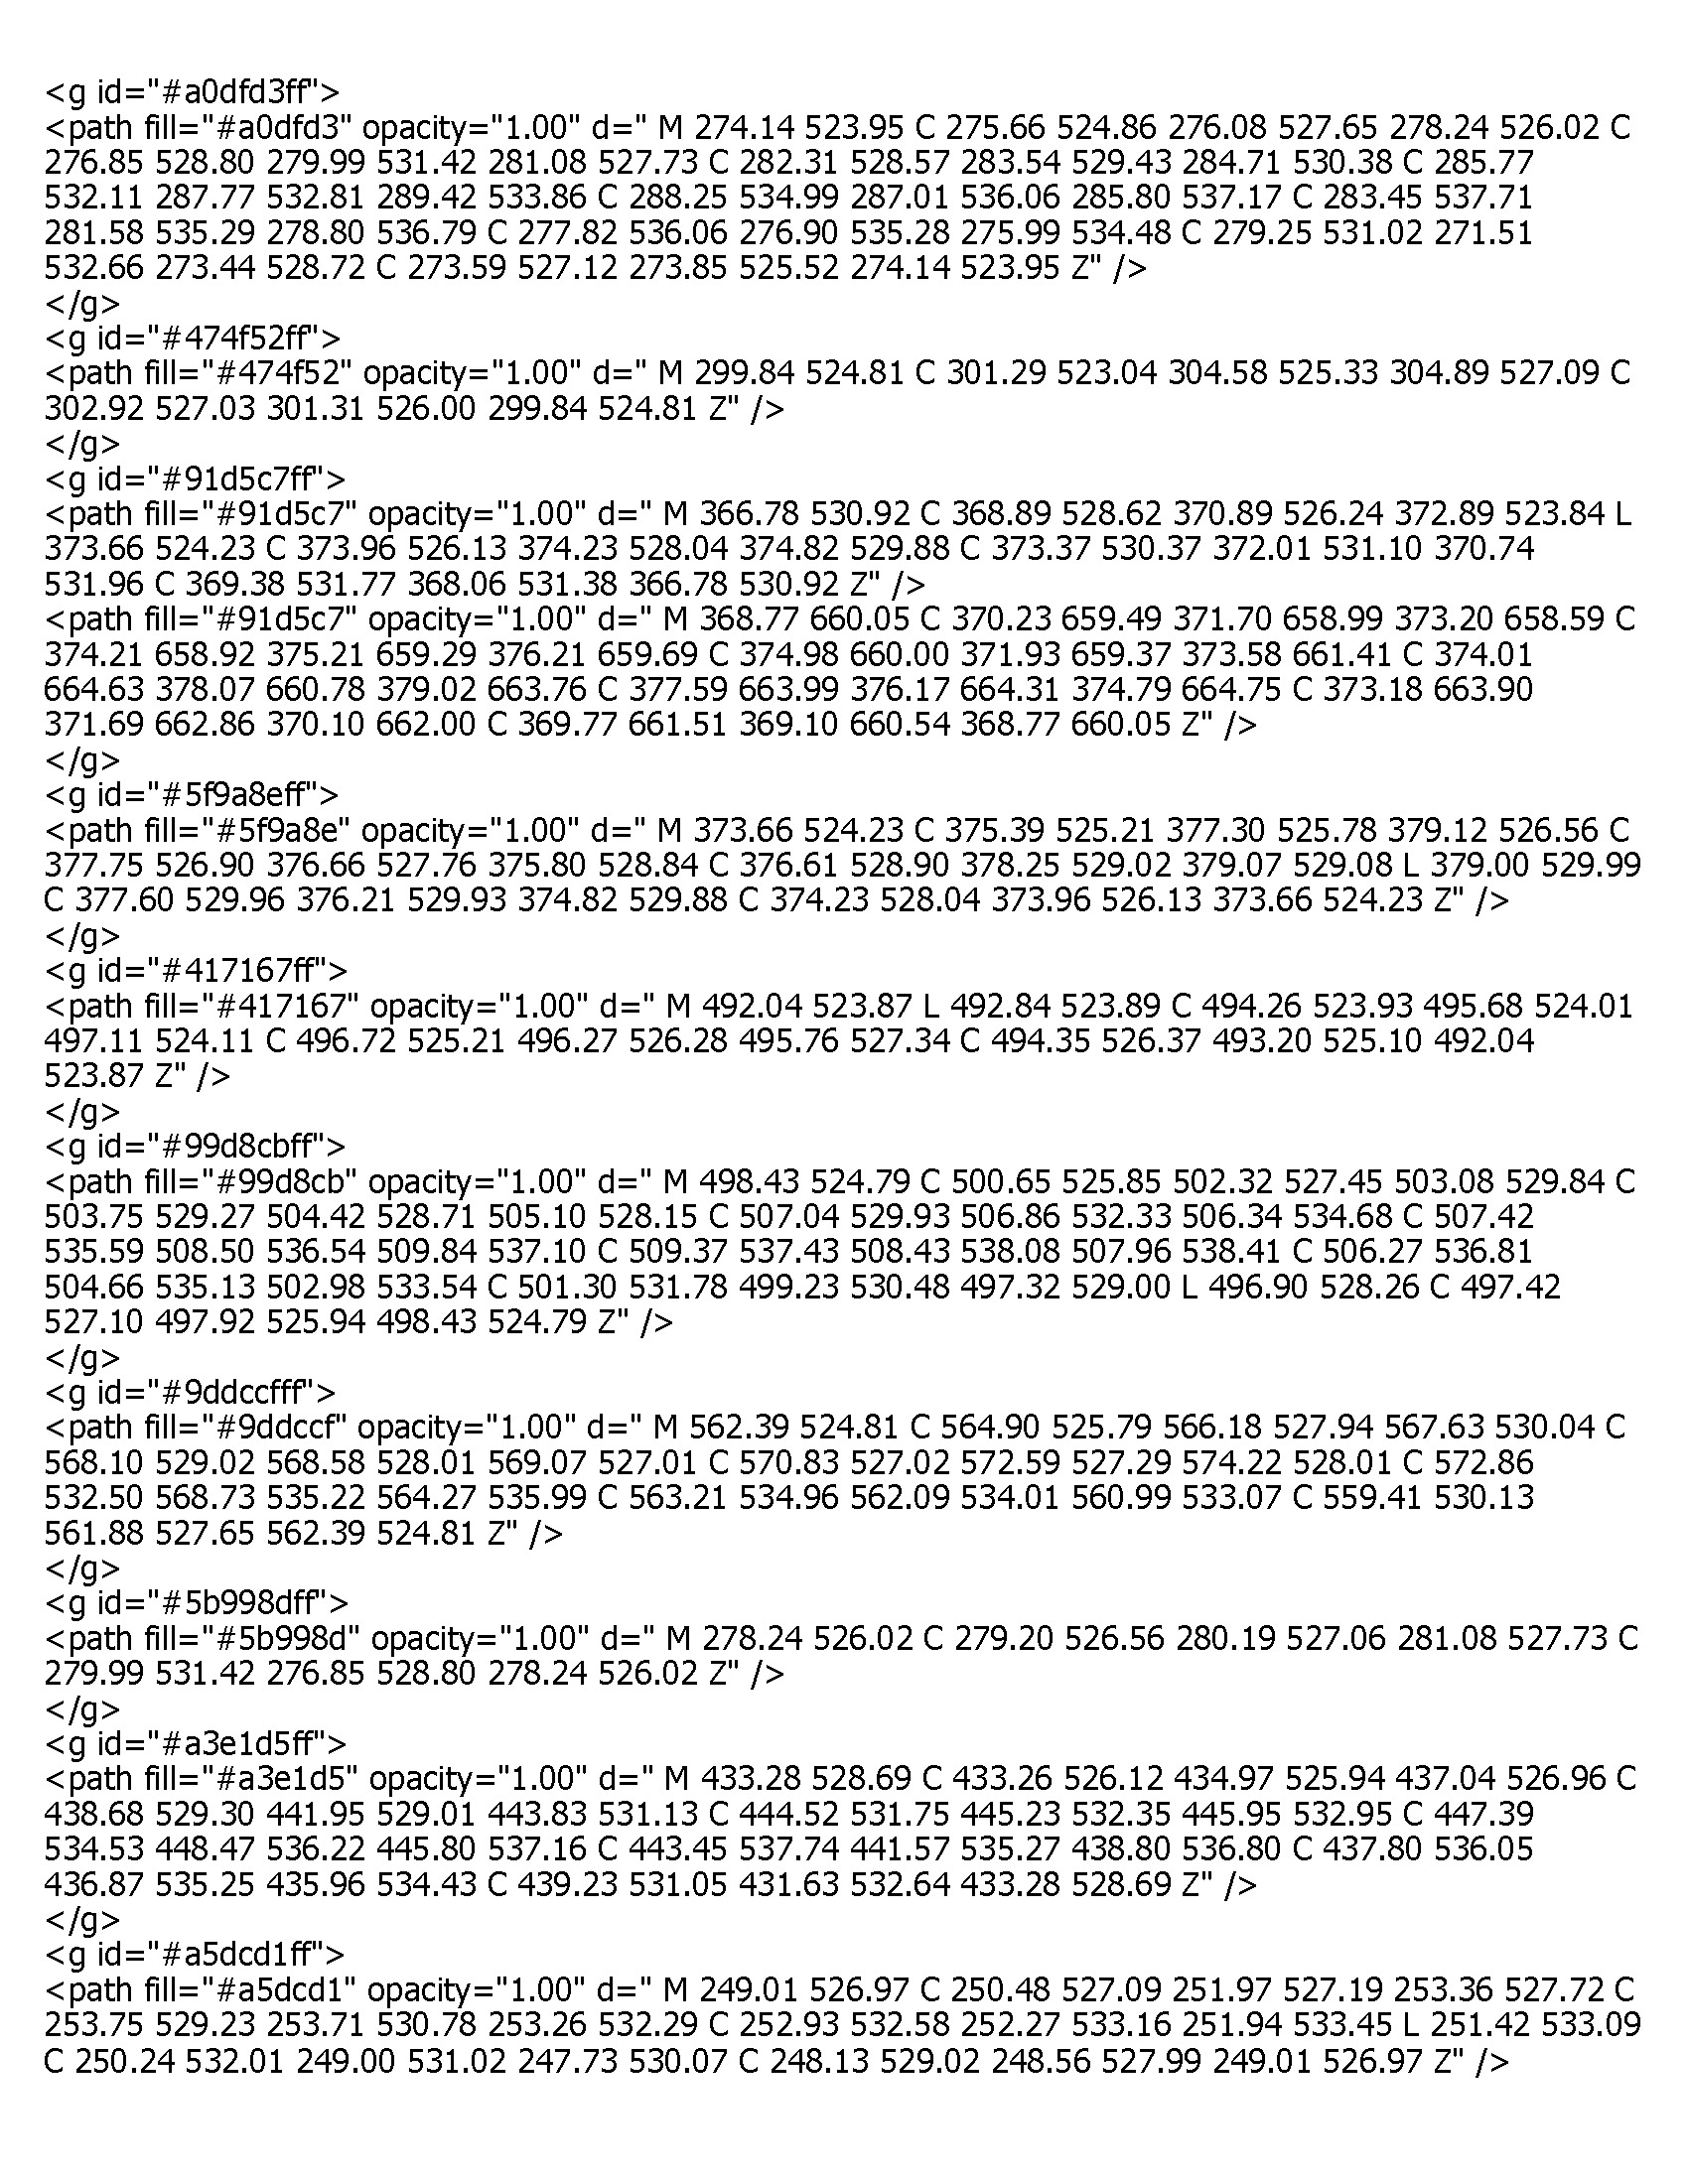 <g id="#a0dfd3ff">
<path fill="#a0dfd3" opacity="1.00" d=" M 274.14 523.95 C 275.66 524.86 276.08 527.65 278.24 526.02 C
276.85 528.80 279.99 531.42 281.08 527.73 C 282.31 528.57 283.54 529.43 284.71 530.38 C 285.77
532.11 287.77 532.81 289.42 533.86 C 288.25 534.99 287.01 536.06 285.80 537.17 C 283.45 537.71
281.58 535.29 278.80 536.79 C 277.82 536.06 276.90 535.28 275.99 534.48 C 279.25 531.02 271.51
532.66 273.44 528.72 C 273.59 527.12 273.85 525.52 274.14 523.95 Z" />
</g>
<g id="#474f52ff">
<path fill="#474f52" opacity="1.00" d=" M 299.84 524.81 C 301.29 523.04 304.58 525.33 304.89 527.09 C
302.92 527.03 301.31 526.00 299.84 524.81 Z" />
</g>
<g id="#91d5c7ff">
<path fill="#91d5c7" opacity="1.00" d=" M 366.78 530.92 C 368.89 528.62 370.89 526.24 372.89 523.84 L
373.66 524.23 C 373.96 526.13 374.23 528.04 374.82 529.88 C 373.37 530.37 372.01 531.10 370.74
531.96 C 369.38 531.77 368.06 531.38 366.78 530.92 Z" />
<path fill="#91d5c7" opacity="1.00" d=" M 368.77 660.05 C 370.23 659.49 371.70 658.99 373.20 658.59 C
374.21 658.92 375.21 659.29 376.21 659.69 C 374.98 660.00 371.93 659.37 373.58 661.41 C 374.01
664.63 378.07 660.78 379.02 663.76 C 377.59 663.99 376.17 664.31 374.79 664.75 C 373.18 663.90
371.69 662.86 370.10 662.00 C 369.77 661.51 369.10 660.54 368.77 660.05 Z" />
</g>
<g id="#5f9a8eff">
<path fill="#5f9a8e" opacity="1.00" d=" M 373.66 524.23 C 375.39 525.21 377.30 525.78 379.12 526.56 C
377.75 526.90 376.66 527.76 375.80 528.84 C 376.61 528.90 378.25 529.02 379.07 529.08 L 379.00 529.99
C 377.60 529.96 376.21 529.93 374.82 529.88 C 374.23 528.04 373.96 526.13 373.66 524.23 Z" />
</g>
<g id="#417167ff">
<path fill="#417167" opacity="1.00" d=" M 492.04 523.87 L 492.84 523.89 C 494.26 523.93 495.68 524.01
497.11 524.11 C 496.72 525.21 496.27 526.28 495.76 527.34 C 494.35 526.37 493.20 525.10 492.04
523.87 Z" />
</g>
<g id="#99d8cbff">
<path fill="#99d8cb" opacity="1.00" d=" M 498.43 524.79 C 500.65 525.85 502.32 527.45 503.08 529.84 C
503.75 529.27 504.42 528.71 505.10 528.15 C 507.04 529.93 506.86 532.33 506.34 534.68 C 507.42
535.59 508.50 536.54 509.84 537.10 C 509.37 537.43 508.43 538.08 507.96 538.41 C 506.27 536.81
504.66 535.13 502.98 533.54 C 501.30 531.78 499.23 530.48 497.32 529.00 L 496.90 528.26 C 497.42
527.10 497.92 525.94 498.43 524.79 Z" />
</g>
<g id="#9ddccfff">
<path fill="#9ddccf" opacity="1.00" d=" M 562.39 524.81 C 564.90 525.79 566.18 527.94 567.63 530.04 C
568.10 529.02 568.58 528.01 569.07 527.01 C 570.83 527.02 572.59 527.29 574.22 528.01 C 572.86
532.50 568.73 535.22 564.27 535.99 C 563.21 534.96 562.09 534.01 560.99 533.07 C 559.41 530.13
561.88 527.65 562.39 524.81 Z" />
</g>
<g id="#5b998dff">
<path fill="#5b998d" opacity="1.00" d=" M 278.24 526.02 C 279.20 526.56 280.19 527.06 281.08 527.73 C
279.99 531.42 276.85 528.80 278.24 526.02 Z" />
</g>
<g id="#a3e1d5ff">
<path fill="#a3e1d5" opacity="1.00" d=" M 433.28 528.69 C 433.26 526.12 434.97 525.94 437.04 526.96 C
438.68 529.30 441.95 529.01 443.83 531.13 C 444.52 531.75 445.23 532.35 445.95 532.95 C 447.39
534.53 448.47 536.22 445.80 537.16 C 443.45 537.74 441.57 535.27 438.80 536.80 C 437.80 536.05
436.87 535.25 435.96 534.43 C 439.23 531.05 431.63 532.64 433.28 528.69 Z" />
</g>
<g id="#a5dcd1ff">
<path fill="#a5dcd1" opacity="1.00" d=" M 249.01 526.97 C 250.48 527.09 251.97 527.19 253.36 527.72 C
253.75 529.23 253.71 530.78 253.26 532.29 C 252.93 532.58 252.27 533.16 251.94 533.45 L 251.42 533.09
C 250.24 532.01 249.00 531.02 247.73 530.07 C 248.13 529.02 248.56 527.99 249.01 526.97 Z" />